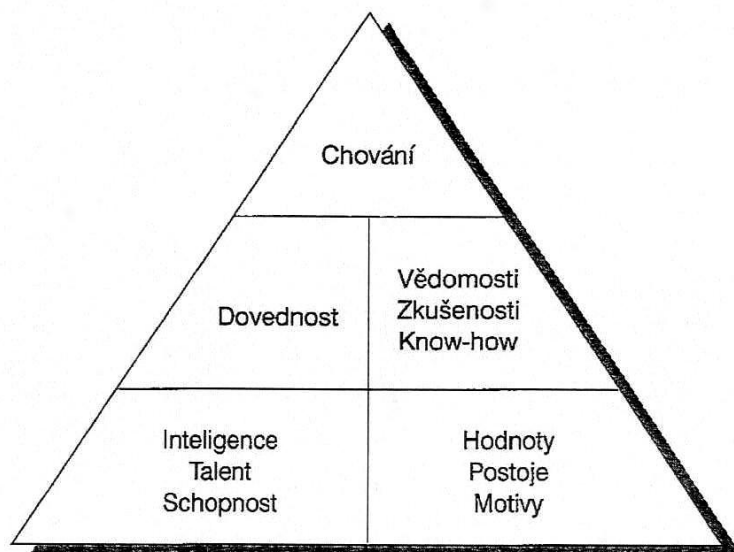 Chování
Dovednost
Vědomosti
Zkušenosti
Know-how
Inteligence
Talent
Schopnost
Hodnoty
Postoje
Motivy